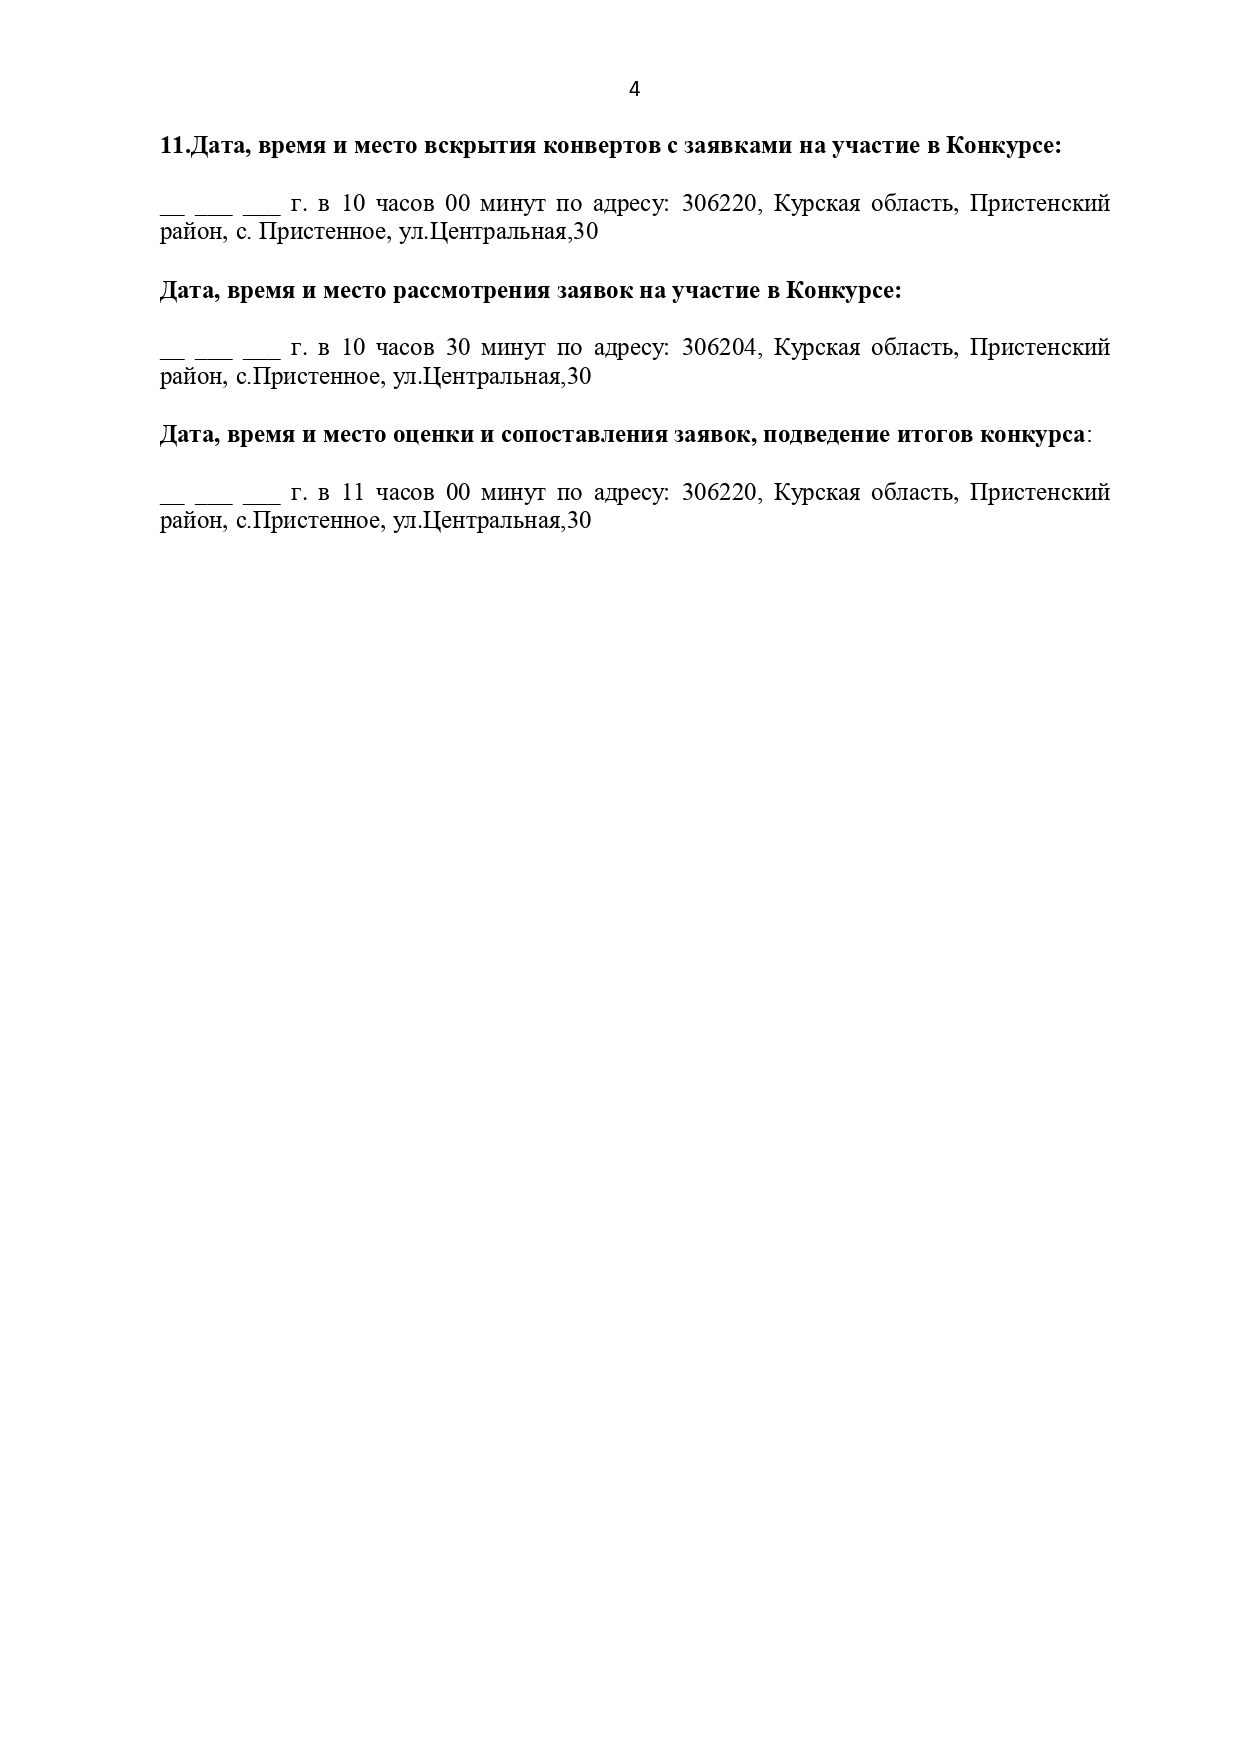 4
11.Дата, время и место вскрытия конвертов с заявками на участие в Конкурсе:
__ ___ ___ г. в 10 часов 00 минут по адресу: 306220, Курская область, Пристенский
район, с. Пристенное, ул.Центральная,30
Дата, время и место рассмотрения заявок на участие в Конкурсе:
__ ___ ___ г. в 10 часов 30 минут по адресу: 306204, Курская область, Пристенский
район, с.Пристенное, ул.Центральная,30
Дата, время и место оценки и сопоставления заявок, подведение итогов конкурса:
__ ___ ___ г. в 11 часов 00 минут по адресу: 306220, Курская область, Пристенский
район, с.Пристенное, ул.Центральная,30